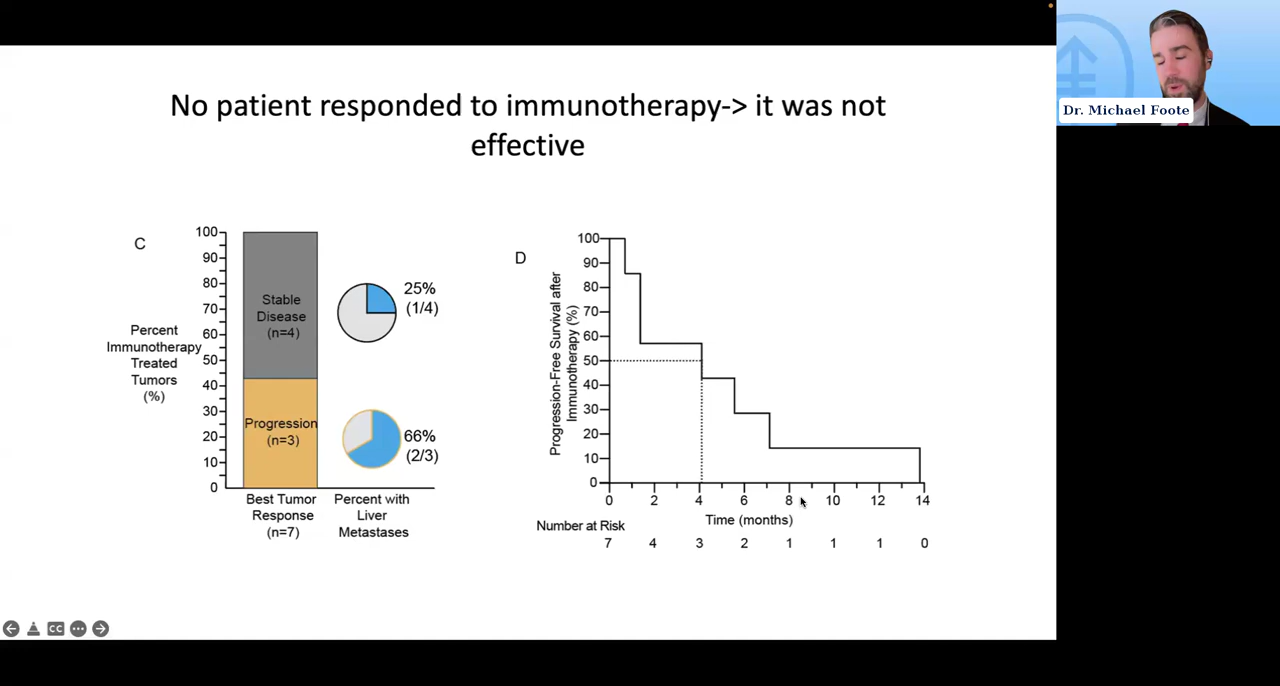 No patient responded to immunotherapy-> it was not
effective
Dr. Michael Foote
C
Percent
Immunotherapy
Treated
Tumors
(%)
100
90
80
70
60
50
40
30
20
10
0
Stable
Disease
(n=4)
Progression
(n=3)
25%
(1/4)
66%
(2/3)
Best Tumor
Response
(n=7)
Percent with
Liver
Metastases
D
Progression-Free Survival after
Immunotherapy (%)
100
90
80
70
60
50
40
30
20
10
0
0 2 4 6 8 10 12 14
Time (months)
Number at Risk
7 4 3 2 1 1 1 0
CC